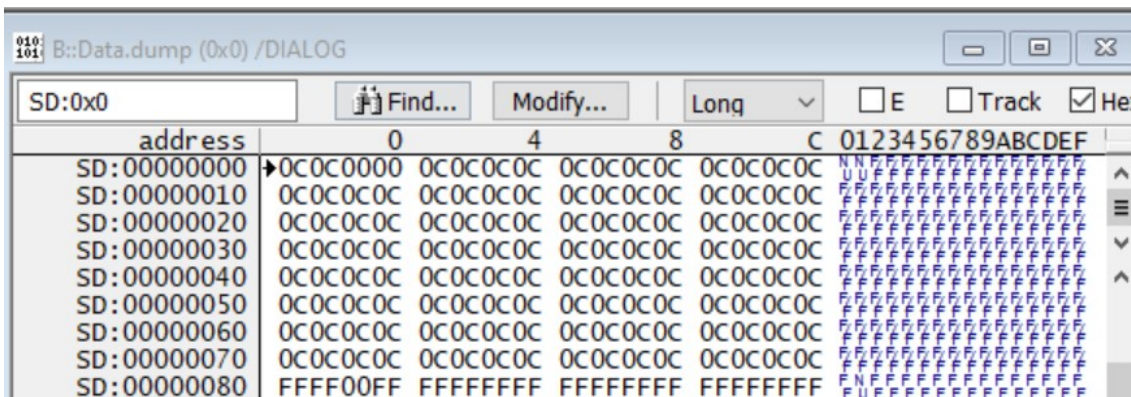 B::Data.dump (0x0) /DIALOG
SD:0x0 Find... Modify... Long E Track He
address 0 4 8 C 0123456789ABCDEF
SD:00000000 0C0C0000 0C0C0C0C 0C0C0C0C 0C0C0C0C
SD:00000010 0C0C0C0C 0C0C0C0C 0C0C0C0C 0C0C0C0C
SD:00000020 0C0C0C0C 0C0C0C0C 0C0C0C0C 0C0C0C0C
SD:00000030 0C0C0C0C 0C0C0C0C 0C0C0C0C 0C0C0C0C
SD:00000040 0C0C0C0C 0C0C0C0C 0C0C0C0C 0C0C0C0C
SD:00000050 0C0C0C0C 0C0C0C0C 0C0C0C0C 0C0C0C0C
SD:00000060 0C0C0C0C 0C0C0C0C 0C0C0C0C 0C0C0C0C
SD:00000070 0C0C0C0C 0C0C0C0C 0C0C0C0C 0C0C0C0C
SD:00000080 FFFF00FF FFFFFFFF FFFFFFFF FFFFFFFF